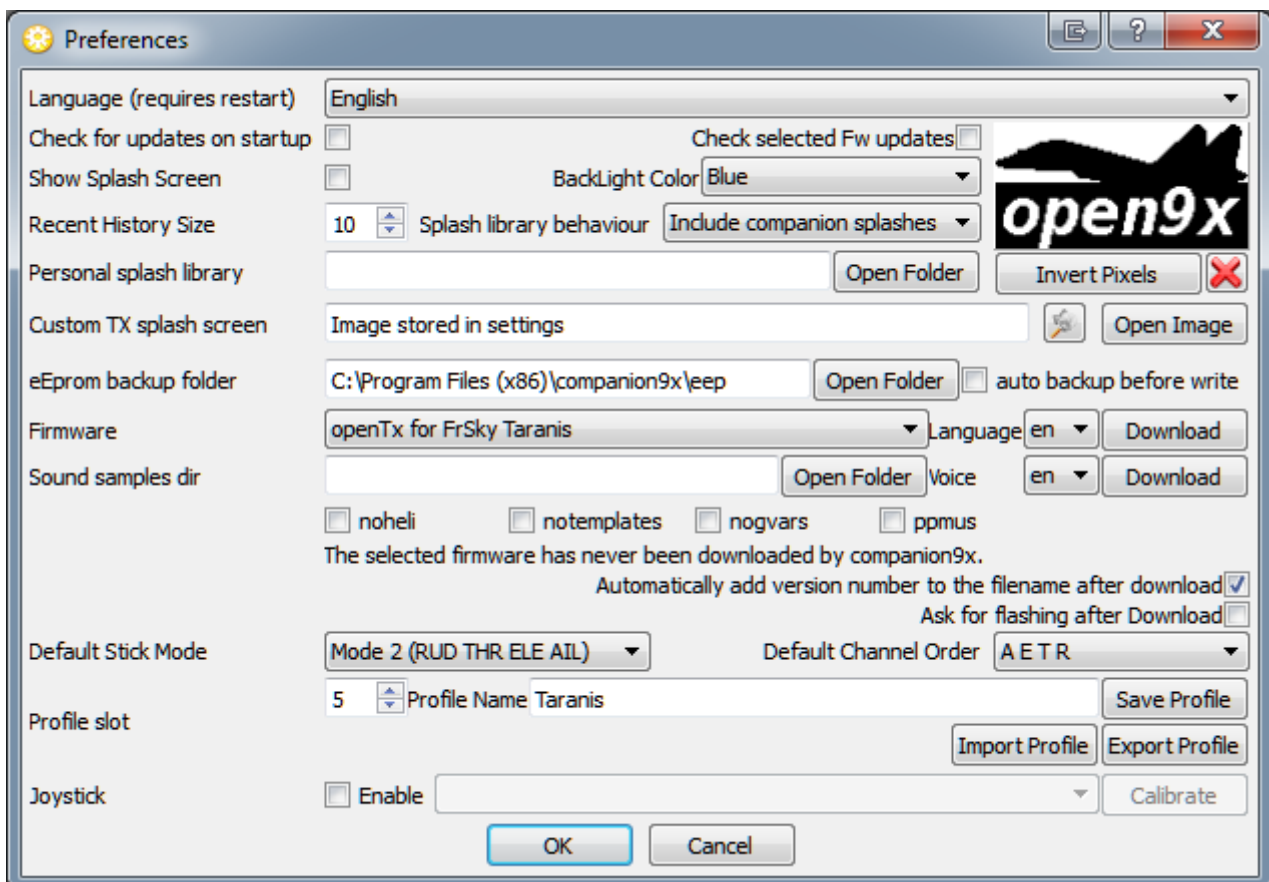 Preferences
Language (requires restart) English
Check for updates on startup Check selected Fw updates
Show Splash Screen BackLight Color Blue
open9x
Recent History Size 10 Splash library behaviour Include companion splashes
Personal splash library Open Folder Invert Pixels
Custom TX splash screen Image stored in settings Open Image
eEprom backup folder C:\Program Files (x86)\companion9x\eep Open Folder auto backup before write
Firmware openTx for FrSky Taranis Language en Download
Sound samples dir Open Folder Voice en Download
noheli notemplates nogvars ppmus
The selected firmware has never been downloaded by companion9x.
Automatically add version number to the filename after download
Ask for flashing after Download
Default Stick Mode Mode 2 (RUD THR ELE AIL) Default Channel Order A E T R
5 Profile Name Taranis Save Profile
Profile slot
Import Profile Export Profile
Joystick Enable Calibrate
OK Cancel